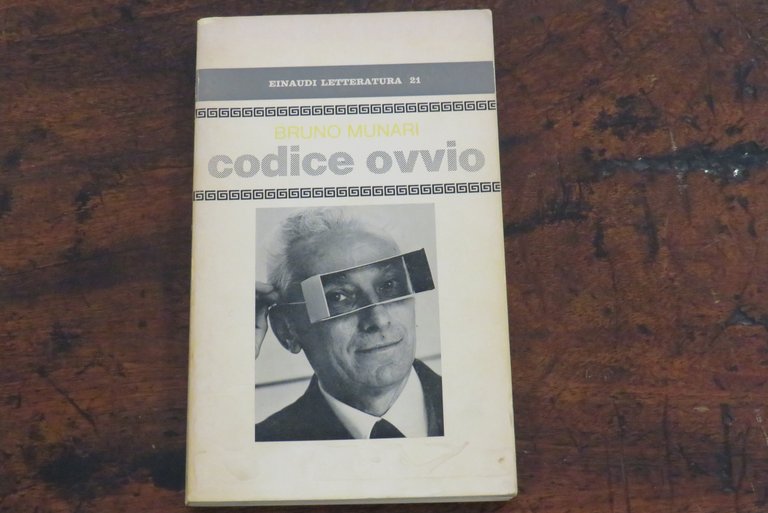 EINAUDI LETTERATURA 21
BRUNO MUNARI
codice ovvio